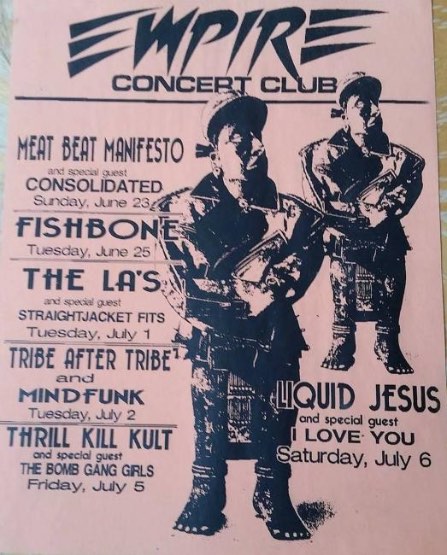 EMPIRE
CONCERT CLUB
MEAT BEAT MANIFESTO
and special guest
CONSOLIDATED
Sunday, June 23
FISHBONE
Tuesday, June 25
THE LA'S
and special guest
STRAIGHTJACKET FITS
Tuesday, July 1
TRIBE AFTER TRIBE
and
MINDFUNK
Tuesday, July 2
THRILL KILL KULT
and special guest
THE BOMB GANG GIRLS
Friday, July 5
LIQUID JESUS
and special guest
I LOVE YOU
Saturday, July 6